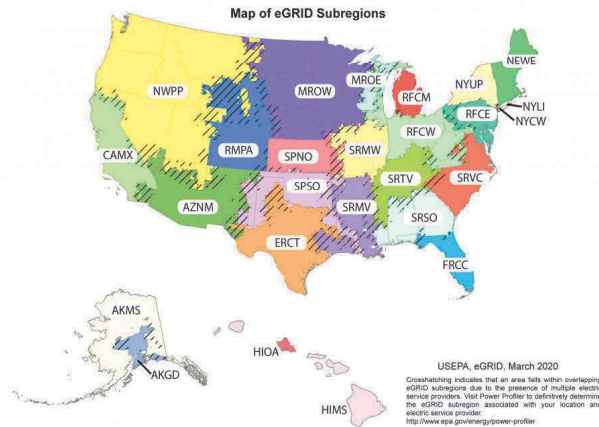 Map of eGRID Subregions
NEWE
MROE
NWPP
MROW
NYUP
RFCM
NYLI
RFCE
NYCW
RFCW
CAMX
RMPA
SPNO
SRMW
SRTV
SRVC
SPSO
AZNM
SRMV
SRSO
ERCT
FRCC
AKMS
HIOA
AKGD
HIMS
USEPA, eGRID, March 2020
Crosshatching indicates that an area falls within overlapping
eGRID subregions due to the presence of multiple electric
service providers. Visit Power Profiler to definitively determine
the eGRID subregion associated with your location and
electric service provider.
http://www.epa.gov/energy/power-profiler